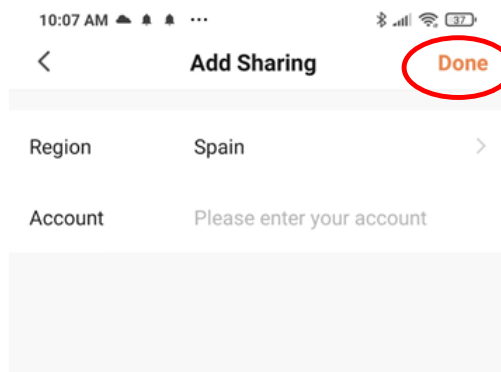 10:07 AM ... 37
Add Sharing Done
Region Spain
Account Please enter your account